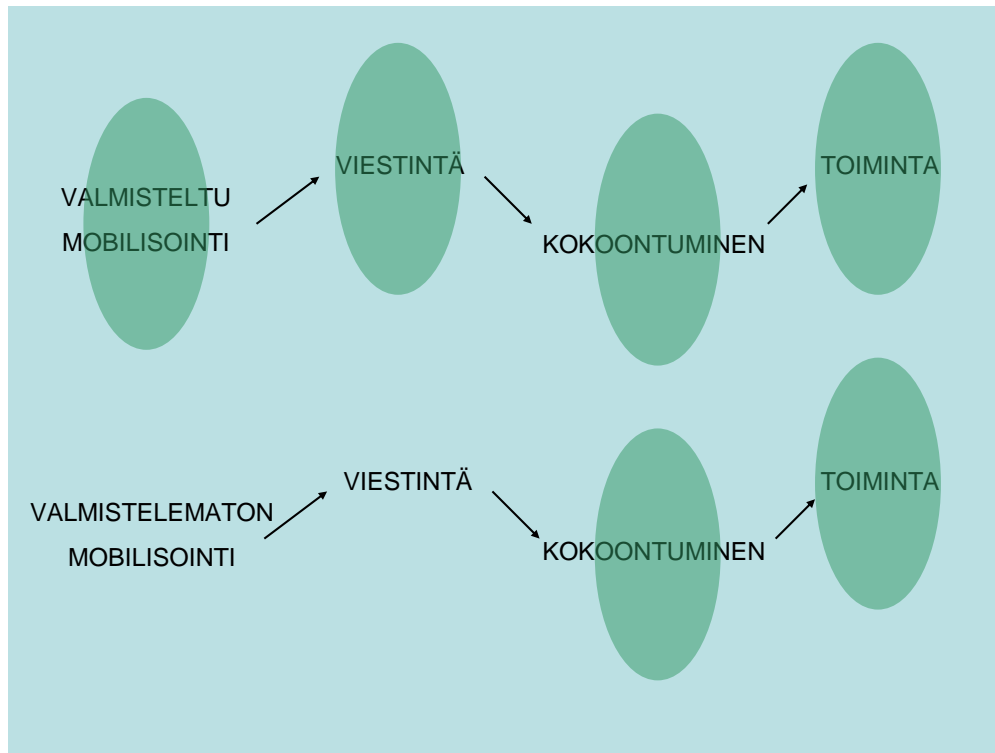 VALMISTELTU
MOBILISOINTI
VIESTINTÄ
KOKOONTUMINEN
TOIMINTA
VALMISTELEMATON
MOBILISOINTI
VIESTINTÄ
KOKOONTUMINEN
TOIMINTA